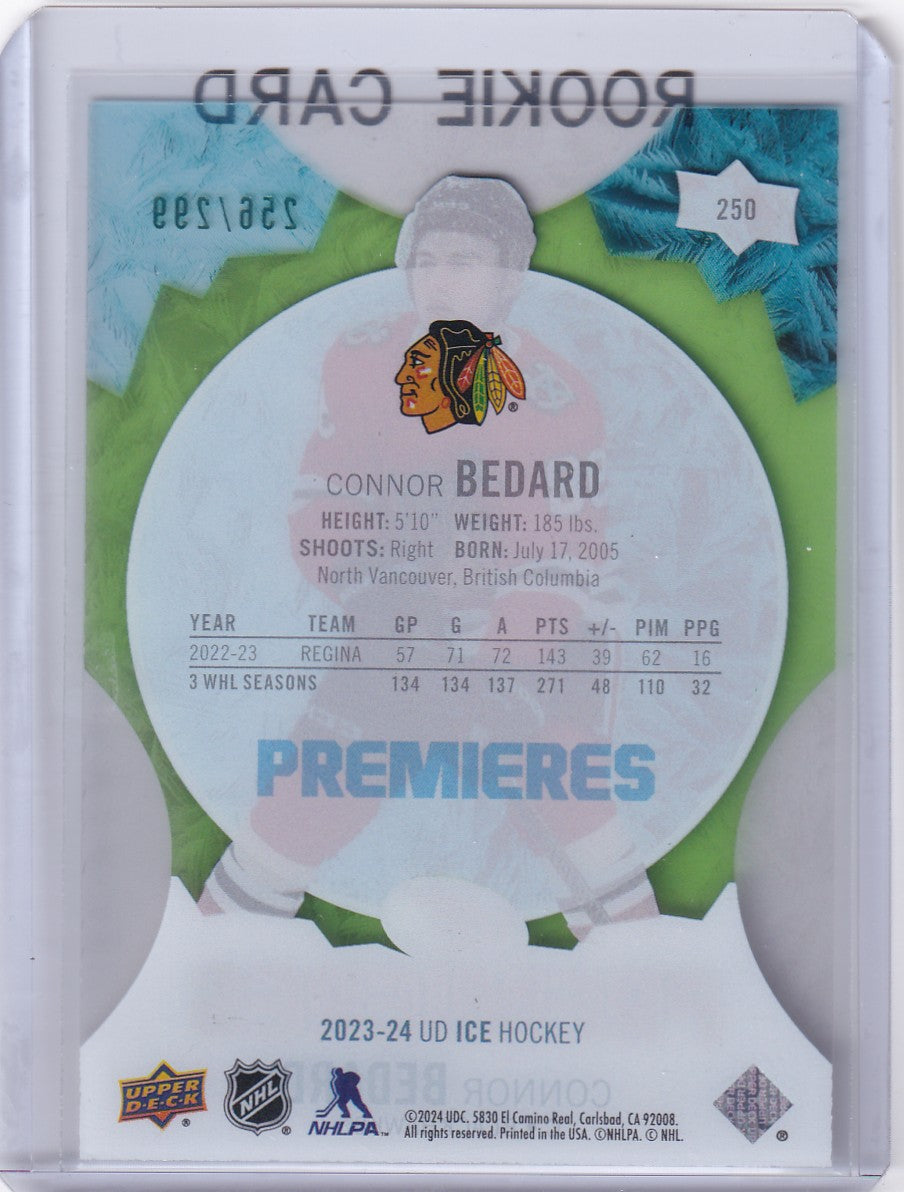 ROOKIE CARD
256/299
250
CONNOR BEDARD
HEIGHT: 5'10" WEIGHT: 185 lbs.
SHOOTS: Right BORN: July 17, 2005
North Vancouver, British Columbia
YEAR TEAM GP G A PTS +/- PIM PPG
2022-23 REGINA 57 71 72 143 39 62 16
3 WHL SEASONS 134 134 137 271 48 110 32
PREMIERES
2023-24 UD ICE HOCKEY
CONNOR BEDARD
UPPER DECK ®
NHL ®
NHLPA™
©2024 UDC. 5830 El Camino Real, Carlsbad, CA 92008.
All rights reserved. Printed in the USA. ©NHLPA. © NHL.
®